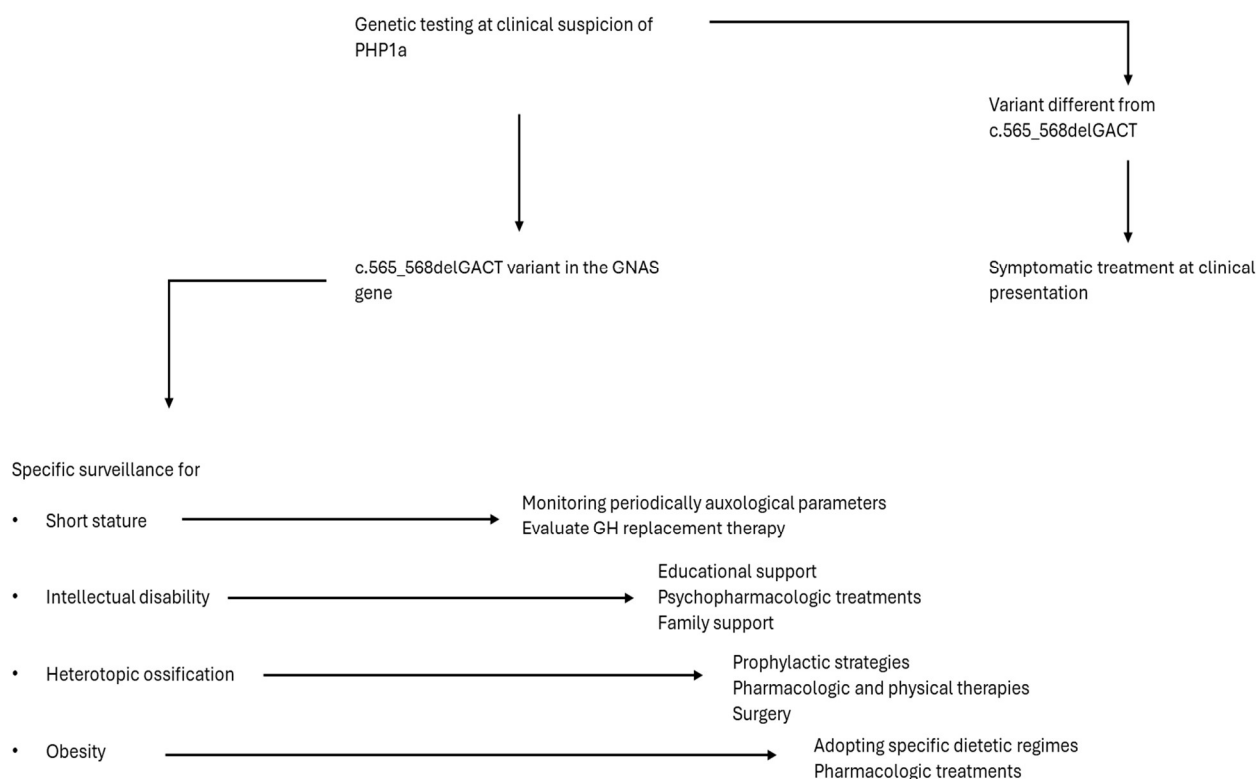 Genetic testing at clinical suspicion of
PHP1a
Variant different from
c.565_568delGACT
c.565_568delGACT variant in the GNAS
gene
Symptomatic treatment at clinical
presentation
Specific surveillance for
• Short stature
Monitoring periodically auxological parameters
Evaluate GH replacement therapy
• Intellectual disability
Educational support
Psychopharmacologic treatments
Family support
• Heterotopic ossification
Prophylactic strategies
Pharmacologic and physical therapies
Surgery
• Obesity
Adopting specific dietetic regimes
Pharmacologic treatments